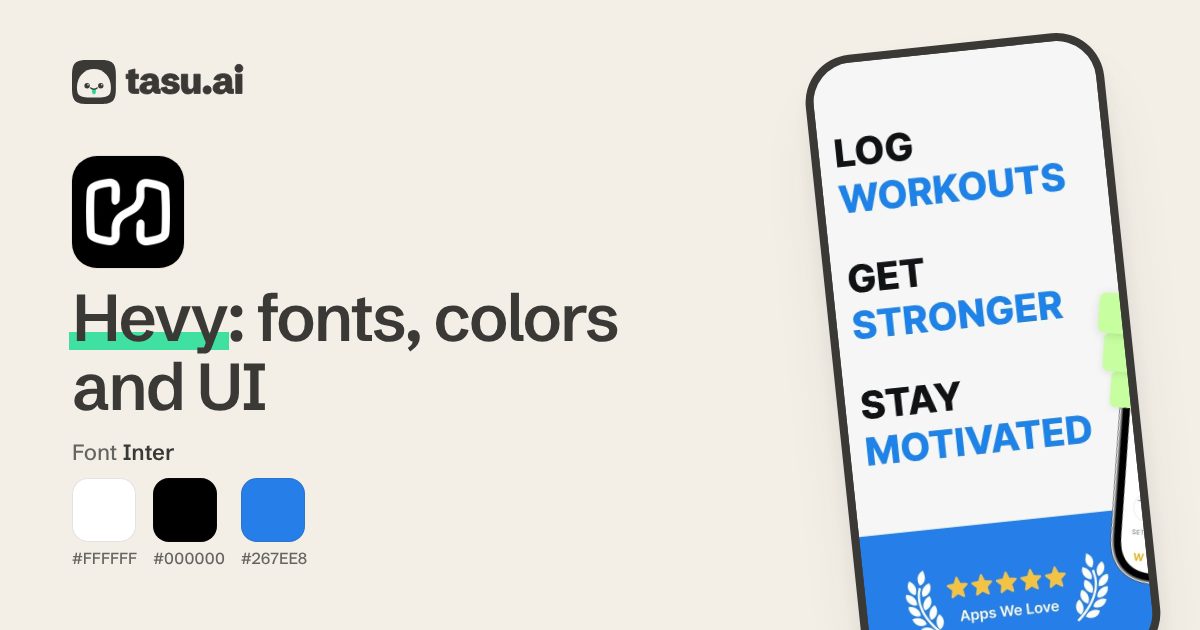 tasu.ai
Hevy: fonts, colors
and UI
Font Inter
#FFFFFF
#000000
#267EE8
LOG
WORKOUTS
GET
STRONGER
STAY
MOTIVATED
Apps We Love